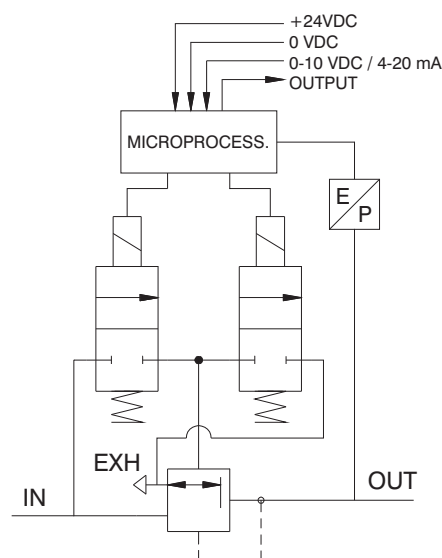 +24VDC
0 VDC
0-10 VDC / 4-20 mA
OUTPUT
MICROPROCESS.
E
P
EXH
IN
OUT